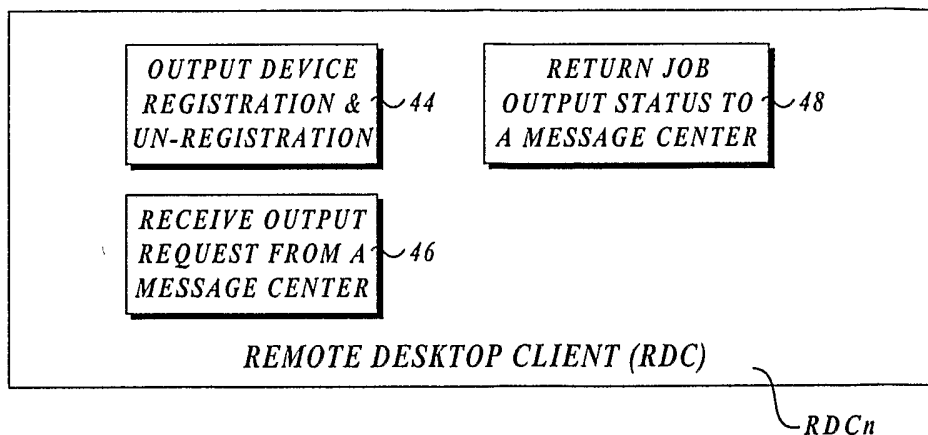 OUTPUT DEVICE
REGISTRATION &
UN-REGISTRATION
44
RETURN JOB
OUTPUT STATUS TO
A MESSAGE CENTER
48
RECEIVE OUTPUT
REQUEST FROM A
MESSAGE CENTER
46
REMOTE DESKTOP CLIENT (RDC)
RDCn